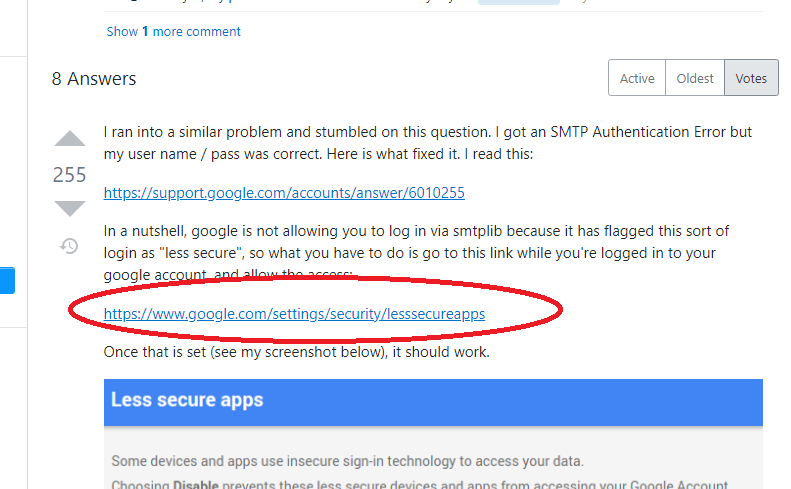 Show 1 more comment
8 Answers
Active Oldest Votes
I ran into a similar problem and stumbled on this question. I got an SMTP Authentication Error but
my user name / pass was correct. Here is what fixed it. I read this:
255
https://support.google.com/accounts/answer/6010255
In a nutshell, google is not allowing you to log in via smtplib because it has flagged this sort of
login as "less secure", so what you have to do is go to this link while you're logged in to your
google account, and allow the access:
https://www.google.com/settings/security/lesssecureapps
Once that is set (see my screenshot below), it should work.
Less secure apps
Some devices and apps use insecure sign-in technology to access your data.
Choosing Disable prevents these less secure devices and apps from accessing your Google Account.